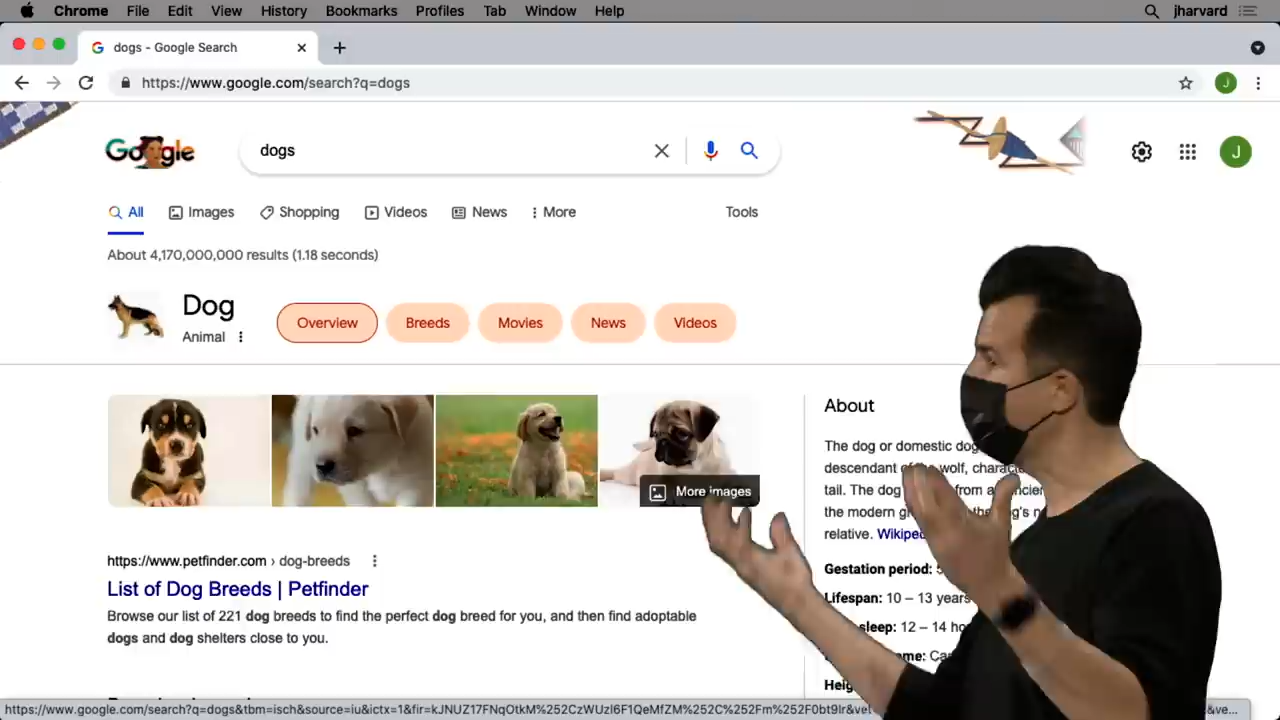 Chrome File Edit View History Bookmarks Profiles Tab Window Help jharvard
dogs - Google Search
https://www.google.com/search?q=dogs
J
Google
dogs
J
All Images Shopping Videos News More Tools
About 4,170,000,000 results (1.18 seconds)
Dog
Animal
Overview Breeds Movies News Videos
More images
https://www.petfinder.com › dog-breeds
List of Dog Breeds | Petfinder
Browse our list of 221 dog breeds to find the perfect dog breed for you, and then find adoptable
dogs and dog shelters close to you.
About
The dog or domestic dog
descendant of the wolf,
tail. The dog from
the modern
relative.
Gestation period:
Lifespan: 10 – 13 years
sleep: 12 – 14